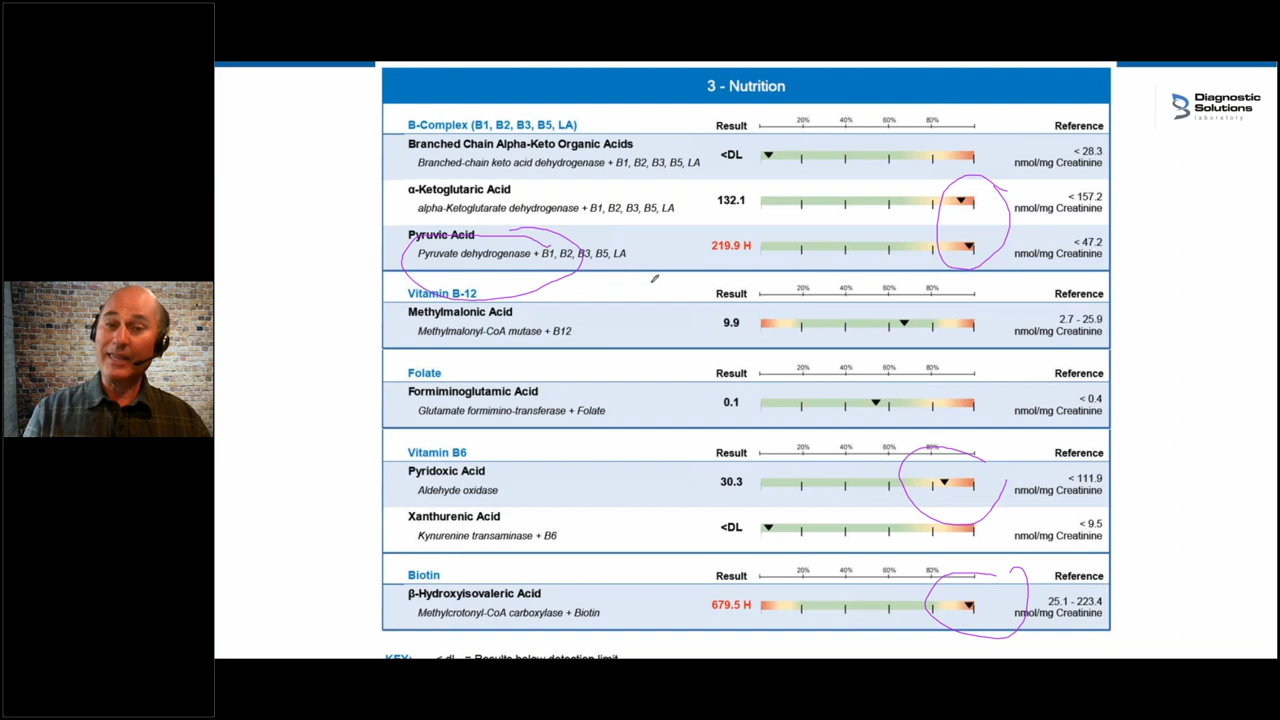 3 - Nutrition
Diagnostic
Solutions
laboratory
B-Complex (B1, B2, B3, B5, LA) Result 20% 40% 60% 80% Reference
Branched Chain Alpha-Keto Organic Acids
Branched-chain keto acid dehydrogenase + B1, B2, B3, B5, LA
<DL
< 28.3
nmol/mg Creatinine
α-Ketoglutaric Acid
alpha-Ketoglutarate dehydrogenase + B1, B2, B3, B5, LA
132.1
< 157.2
nmol/mg Creatinine
Pyruvic Acid
Pyruvate dehydrogenase + B1, B2, B3, B5, LA
219.9 H
< 47.2
nmol/mg Creatinine
Vitamin B-12 Result 20% 40% 60% 80% Reference
Methylmalonic Acid
Methylmalonyl-CoA mutase + B12
9.9
2.7 - 25.9
nmol/mg Creatinine
Folate Result 20% 40% 60% 80% Reference
Formiminoglutamic Acid
Glutamate formimino-transferase + Folate
0.1
< 0.4
nmol/mg Creatinine
Vitamin B6 Result 20% 40% 60% 80% Reference
Pyridoxic Acid
Aldehyde oxidase
30.3
< 111.9
nmol/mg Creatinine
Xanthurenic Acid
Kynurenine transaminase + B6
<DL
< 9.5
nmol/mg Creatinine
Biotin Result 20% 40% 60% 80% Reference
β-Hydroxyisovaleric Acid
Methylcrotonyl-CoA carboxylase + Biotin
679.5 H
25.1 - 223.4
nmol/mg Creatinine
KEY: < dL = Results below detection limit